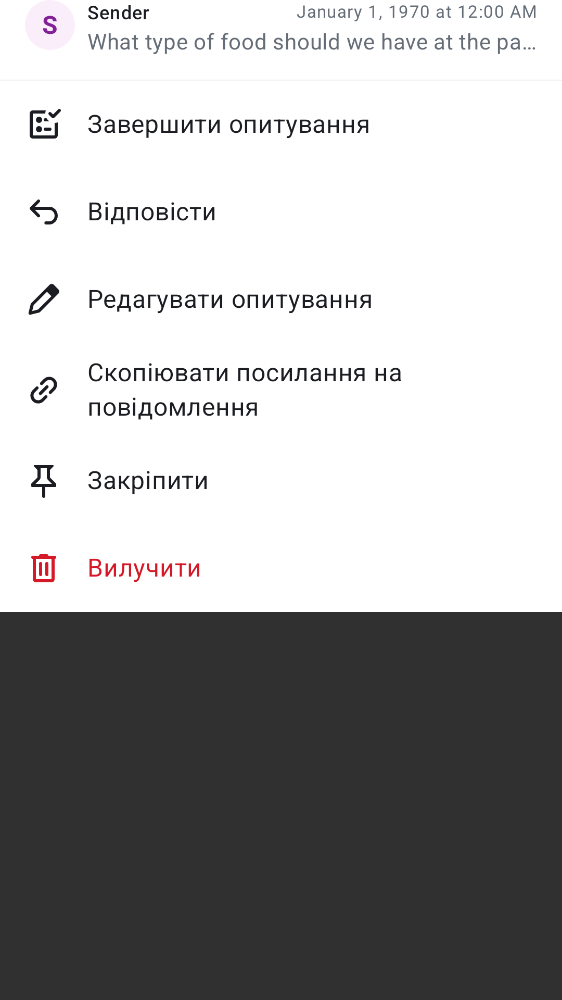 S
Sender
January 1, 1970 at 12:00 AM
What type of food should we have at the pa…
Завершити опитування
Відповісти
Редагувати опитування
Скопіювати посилання на
повідомлення
Закріпити
Вилучити